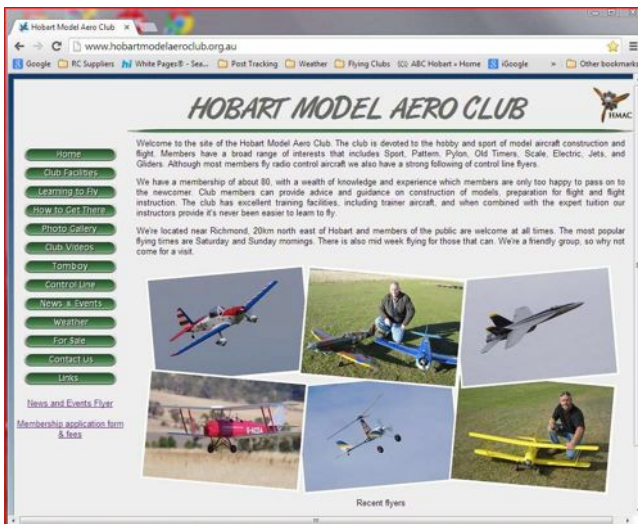 Hobart Model Aero Club
www.hobartmodelaeroclub.org.au
Google RC Suppliers White Pages® - Sea... Post Tracking Weather Flying Clubs ABC Hobart » Home iGoogle » Other bookmarks
HOBART MODEL AERO CLUB
HMAC
Home
Club Facilities
Learning to Fly
How to Get There
Photo Gallery
Club Videos
Tomboy
Control Line
News & Events
Weather
For Sale
Contact Us
Links
News and Events Flyer
Membership application form
& fees
Welcome to the site of the Hobart Model Aero Club. The club is devoted to the hobby and sport of model aircraft construction and
flight. Members have a broad range of interests that includes Sport, Pattern, Pylon, Old Timers, Scale, Electric, Jets, and
Gliders. Although most members fly radio control aircraft we also have a strong following of control line flyers.
We have a membership of about 80, with a wealth of knowledge and experience which members are only too happy to pass on to
the newcomer. Club members can provide advice and guidance on construction of models, preparation for flight and flight
instruction. The club has excellent training facilities, including trainer aircraft, and when combined with the expert tuition our
instructors provide it's never been easier to learn to fly.
We're located near Richmond, 20km north east of Hobart and members of the public are welcome at all times. The most popular
flying times are Saturday and Sunday mornings. There is also mid week flying for those that can. We're a friendly group, so why not
come for a visit.
Recent flyers